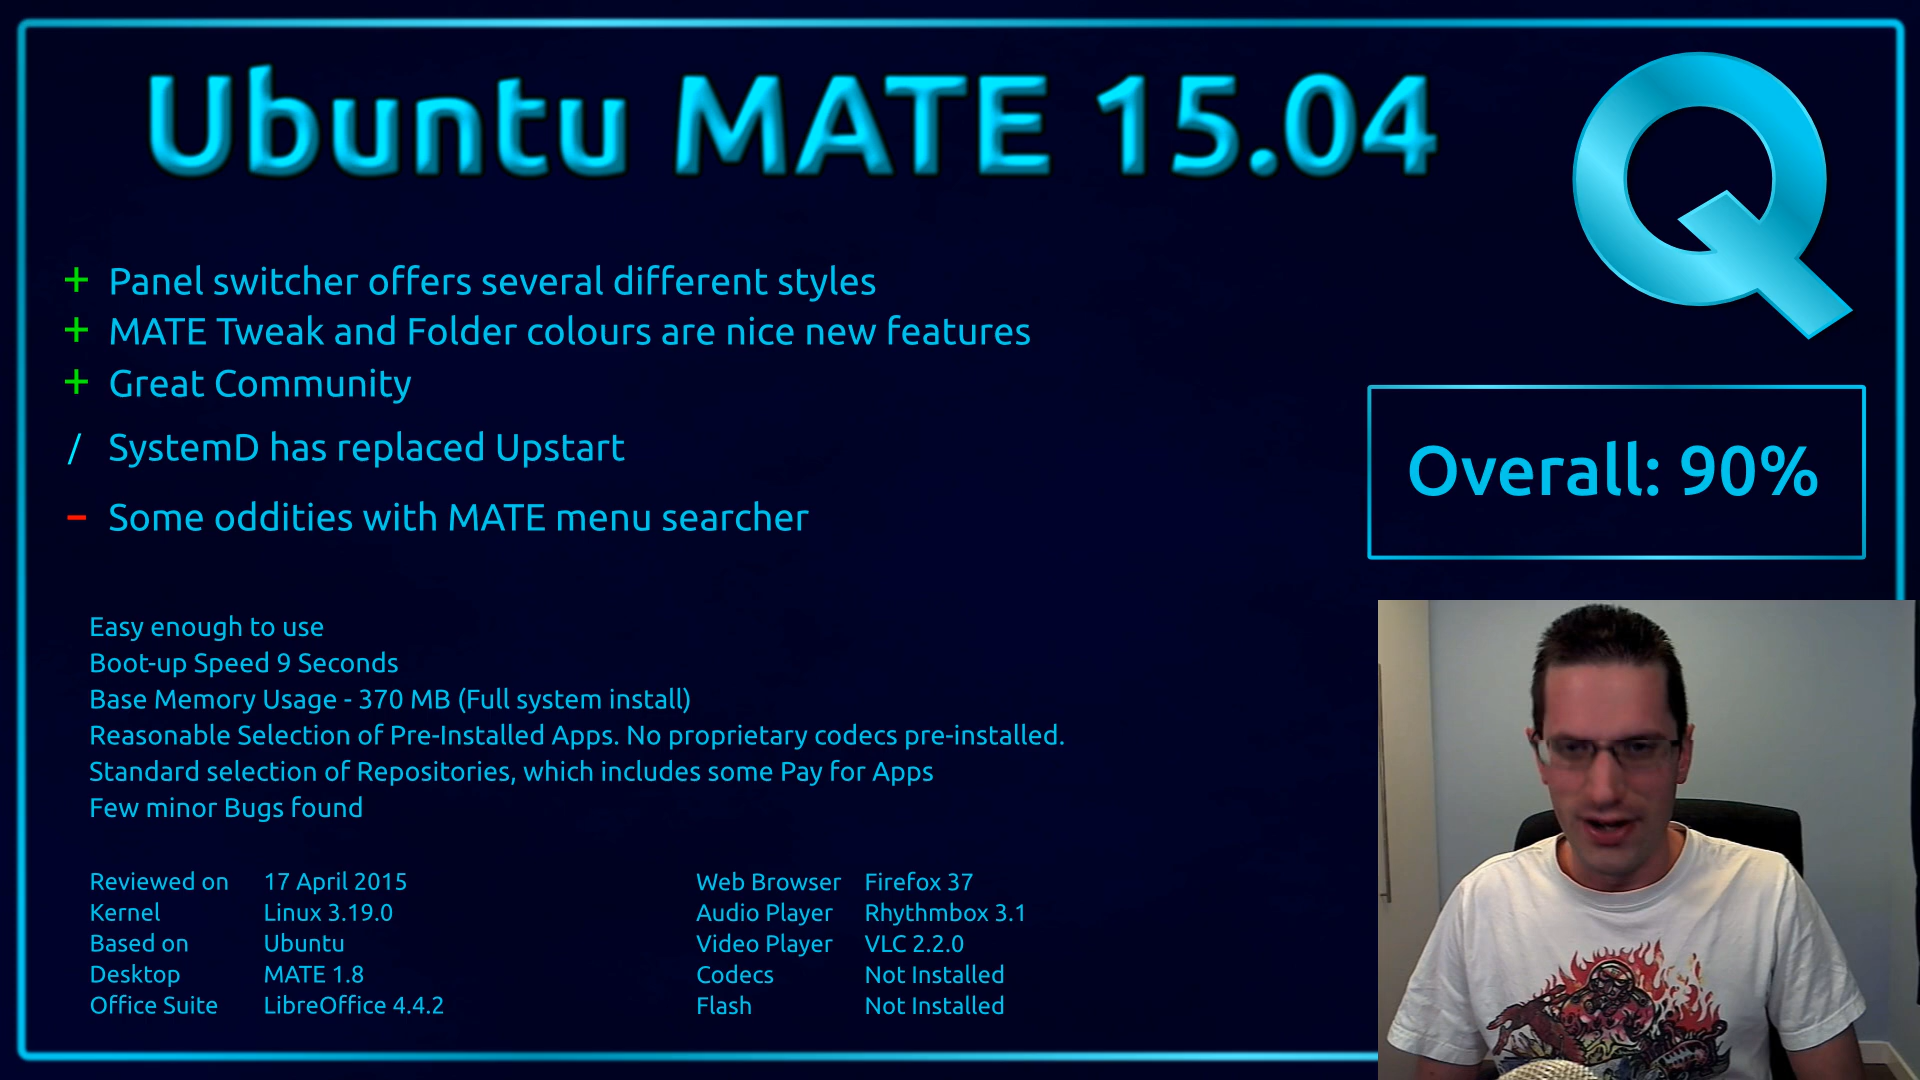 Ubuntu MATE 15.04
Q
+ Panel switcher offers several different styles
+ MATE Tweak and Folder colours are nice new features
+ Great Community
/ SystemD has replaced Upstart
- Some oddities with MATE menu searcher
Overall: 90%
Easy enough to use
Boot-up Speed 9 Seconds
Base Memory Usage - 370 MB (Full system install)
Reasonable Selection of Pre-Installed Apps. No proprietary codecs pre-installed.
Standard selection of Repositories, which includes some Pay for Apps
Few minor Bugs found
Reviewed on 17 April 2015
Kernel Linux 3.19.0
Based on Ubuntu
Desktop MATE 1.8
Office Suite LibreOffice 4.4.2
Web Browser Firefox 37
Audio Player Rhythmbox 3.1
Video Player VLC 2.2.0
Codecs Not Installed
Flash Not Installed